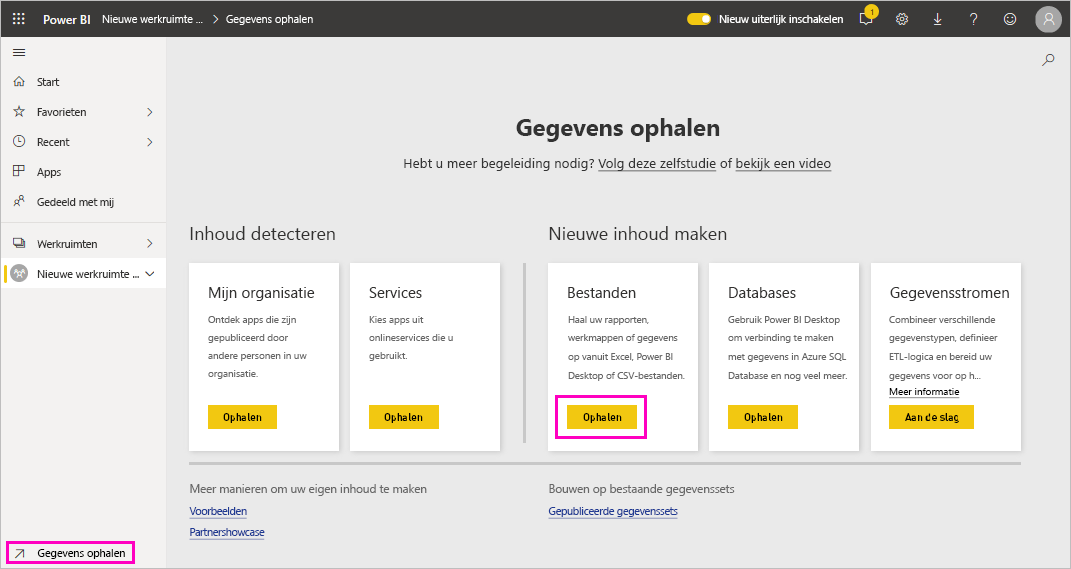 Power BI Nieuwe werkruimte ... > Gegevens ophalen
Nieuw uiterlijk inschakelen
1
Start
Favorieten
Recent
Apps
Gedeeld met mij
Werkruimten
Nieuwe werkruimte ...
Gegevens ophalen
Gegevens ophalen
Hebt u meer begeleiding nodig? Volg deze zelfstudie of bekijk een video
Inhoud detecteren
Mijn organisatie
Ontdek apps die zijn
gepubliceerd door
andere personen in uw
organisatie.
Ophalen
Services
Kies apps uit
onlineservices die u
gebruikt.
Ophalen
Nieuwe inhoud maken
Bestanden
Haal uw rapporten,
werkmappen of gegevens
op vanuit Excel, Power BI
Desktop of CSV-bestanden.
Ophalen
Databases
Gebruik Power BI Desktop
om verbinding te maken
met gegevens in Azure SQL
Database en nog veel meer.
Ophalen
Gegevensstromen
Combineer verschillende
gegevenstypen, definieer
ETL-logica en bereid uw
gegevens voor op h...
Meer informatie
Aan de slag
Meer manieren om uw eigen inhoud te maken
Voorbeelden
Partnershowcase
Bouwen op bestaande gegevenssets
Gepubliceerde gegevenssets